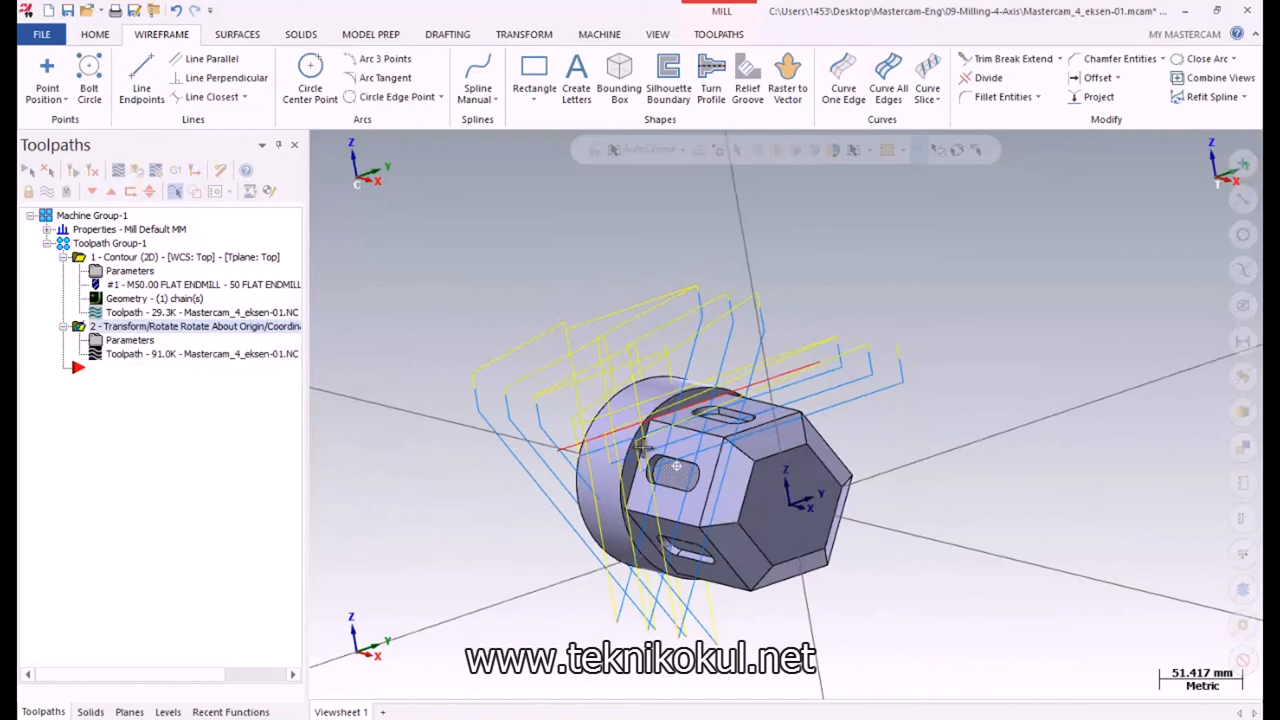 MILL
C:\Users\1453\Desktop\Mastercam-Eng\09-Milling-4-Axis\Mastercam_4_eksen-01.mcam*
FILE HOME WIREFRAME SURFACES SOLIDS MODEL PREP DRAFTING TRANSFORM MACHINE VIEW TOOLPATHS MY MASTERCAM
Point Position
Bolt Circle
Points
Line Endpoints
Line Parallel
Line Perpendicular
Line Closest
Lines
Circle Center Point
Arc 3 Points
Arc Tangent
Circle Edge Point
Arcs
Spline Manual
Splines
Rectangle
Create Letters
Bounding Box
Silhouette Boundary
Turn Profile
Relief Groove
Raster to Vector
Shapes
Curve One Edge
Curve All Edges
Curve Slice
Curves
Trim Break Extend
Divide
Fillet Entities
Chamfer Entities
Offset
Project
Close Arc
Combine Views
Refit Spline
Modify
Toolpaths
G1
AutoCursor
Machine Group-1
Properties - Mill Default MM
Toolpath Group-1
1 - Contour (2D) - [WCS: Top] - [Tplane: Top]
Parameters
#1 - M50.00 FLAT ENDMILL - 50 FLAT ENDMILL
Geometry - (1) chain(s)
Toolpath - 29.3K - Mastercam_4_eksen-01.NC
2 - Transform/Rotate Rotate About Origin/Coordina
Parameters
Toolpath - 91.0K - Mastercam_4_eksen-01.NC
Z
Y
X
C
Z
X
T
Z
Y
X
Z
Y
X
www.teknikokul.net
51.417 mm
Metric
Toolpaths Solids Planes Levels Recent Functions
Viewsheet 1 +